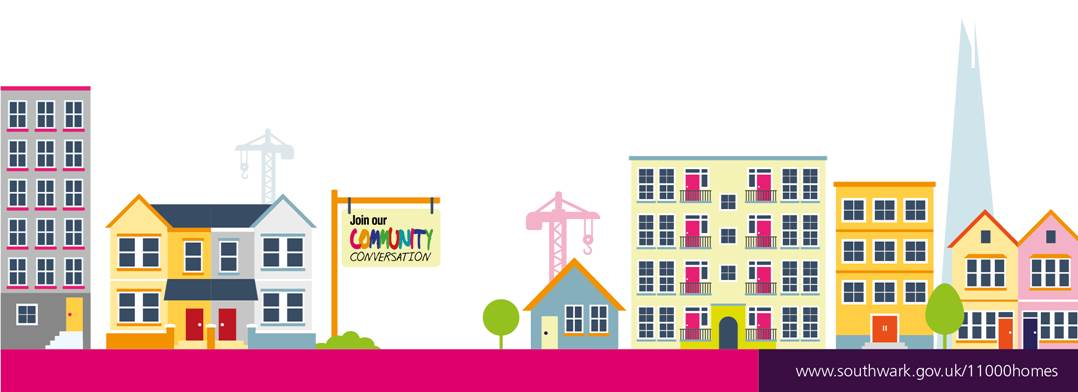 Join our
COMMUNITY
CONVERSATION
www.southwark.gov.uk/11000homes